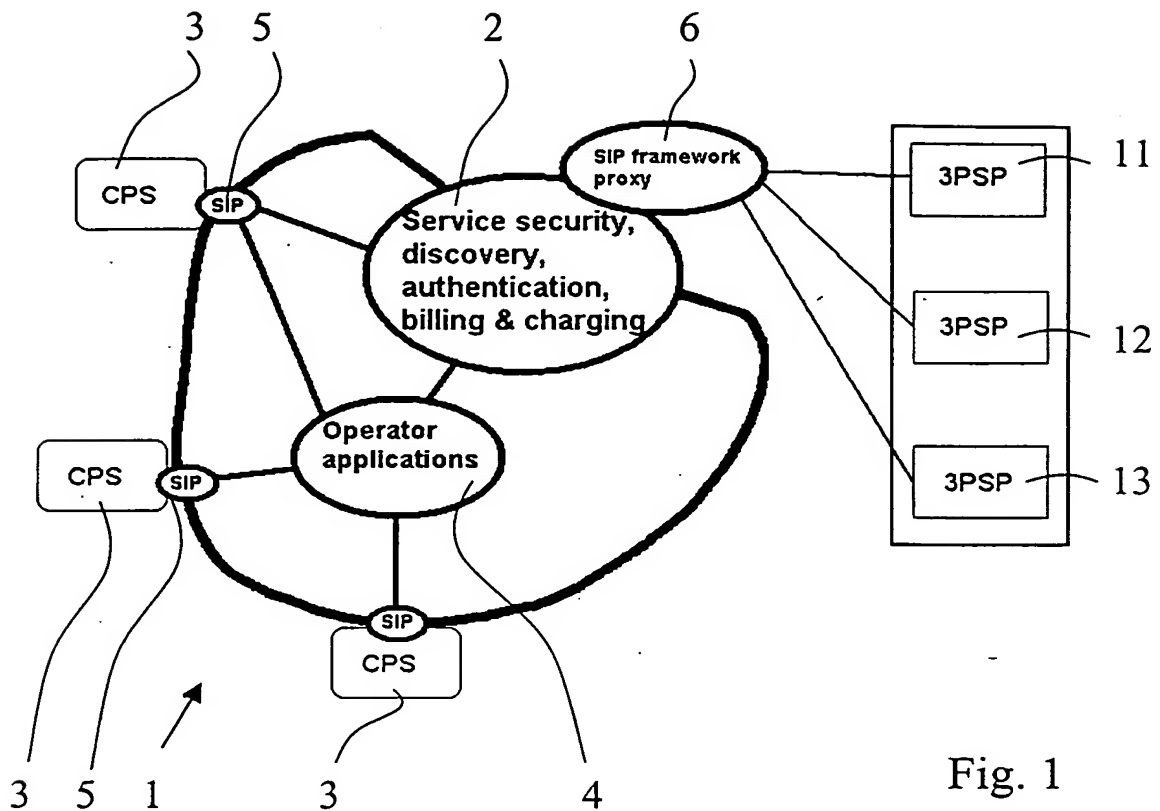 3
5
2
6
CPS
SIP
SIP framework
proxy
3PSP
11
Service security,
discovery,
authentication,
billing & charging
3PSP
12
Operator
applications
CPS
SIP
3PSP
13
SIP
CPS
3
5
1
3
4
Fig. 1